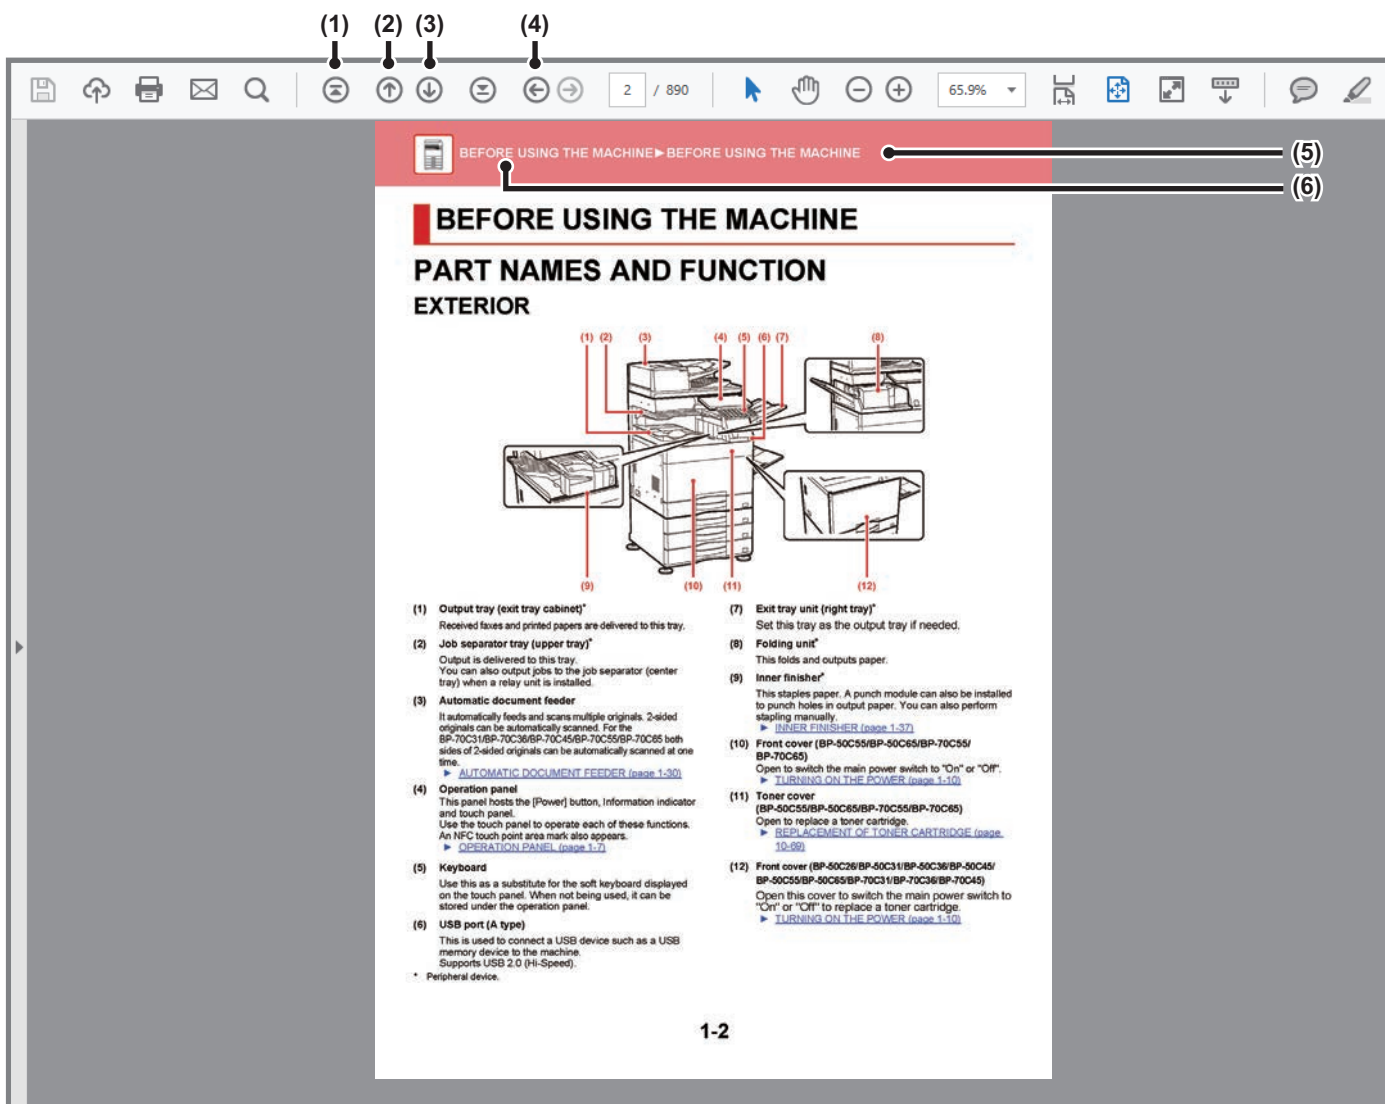 (1) (2) (3) (4)
2 / 890 65.9%
BEFORE USING THE MACHINE►BEFORE USING THE MACHINE
(5)
(6)
BEFORE USING THE MACHINE
PART NAMES AND FUNCTION
EXTERIOR
(1) (2) (3) (4) (5) (6) (7) (8)
(9) (10) (11) (12)
(1) Output tray (exit tray cabinet)*
Received faxes and printed papers are delivered to this tray.
(2) Job separator tray (upper tray)*
Output is delivered to this tray.
You can also output jobs to the job separator (center
tray) when a relay unit is installed.
(3) Automatic document feeder
It automatically feeds and scans multiple originals. 2-sided
originals can be automatically scanned. For the
BP-70C31/BP-70C36/BP-70C45/BP-70C55/BP-70C65 both
sides of 2-sided originals can be automatically scanned at one
time.
► AUTOMATIC DOCUMENT FEEDER (page 1-30)
(4) Operation panel
This panel hosts the [Power] button, Information indicator
and touch panel.
Use the touch panel to operate each of these functions.
An NFC touch point area mark also appears.
► OPERATION PANEL (page 1-7)
(5) Keyboard
Use this as a substitute for the soft keyboard displayed
on the touch panel. When not being used, it can be
stored under the operation panel.
(6) USB port (A type)
This is used to connect a USB device such as a USB
memory device to the machine.
Supports USB 2.0 (Hi-Speed).
* Peripheral device.
(7) Exit tray unit (right tray)*
Set this tray as the output tray if needed.
(8) Folding unit*
This folds and outputs paper.
(9) Inner finisher*
This staples paper. A punch module can also be installed
to punch holes in output paper. You can also perform
stapling manually.
► INNER FINISHER (page 1-37)
(10) Front cover (BP-50C55/BP-50C65/BP-70C55/
BP-70C65)
Open to switch the main power switch to "On" or "Off".
► TURNING ON THE POWER (page 1-10)
(11) Toner cover
(BP-50C55/BP-50C65/BP-70C55/BP-70C65)
Open to replace a toner cartridge.
► REPLACEMENT OF TONER CARTRIDGE (page
10-69)
(12) Front cover (BP-50C26/BP-50C31/BP-50C36/BP-50C45/
BP-50C55/BP-50C65/BP-70C31/BP-70C36/BP-70C45)
Open this cover to switch the main power switch to
"On" or "Off" to replace a toner cartridge.
► TURNING ON THE POWER (page 1-10)
1-2